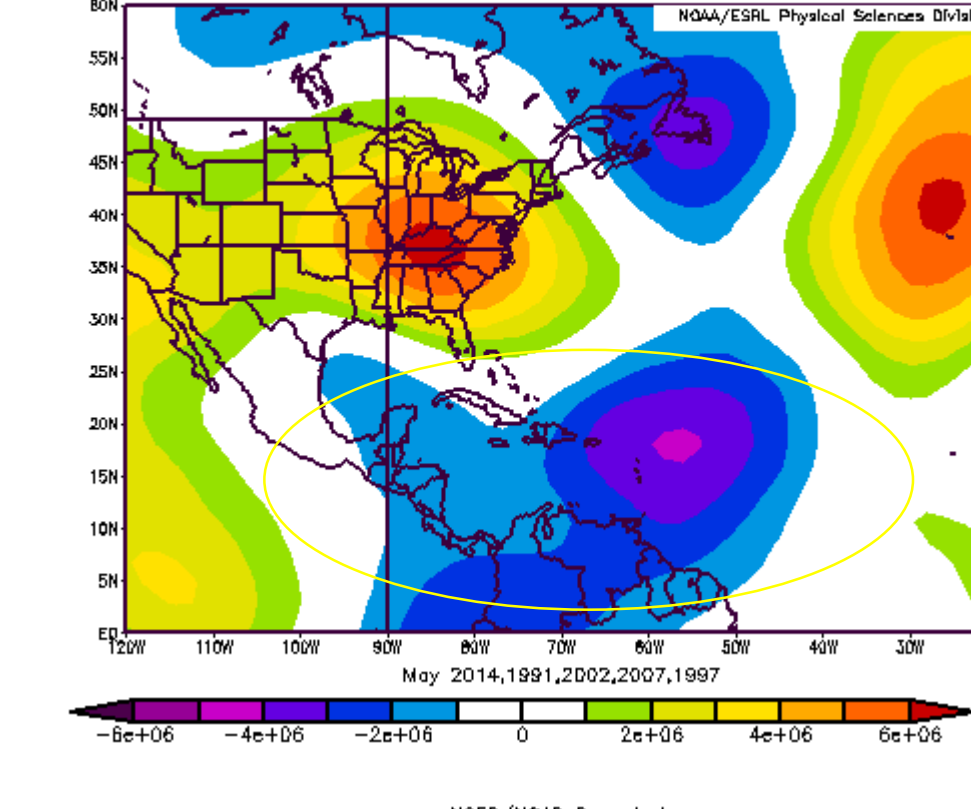 80N
NOAA/ESRL Physical Sciences
55N
50N
45N
40N
35N
30N
25N
20N
15N
10N
5N
EQ
120W 110W 100W 90W 80W 70W 60W 50W 40W 30W
May 2014,1991,2002,2007,1997
-6e+06 -4e+06 -2e+06 0 2e+06 4e+06 6e+06